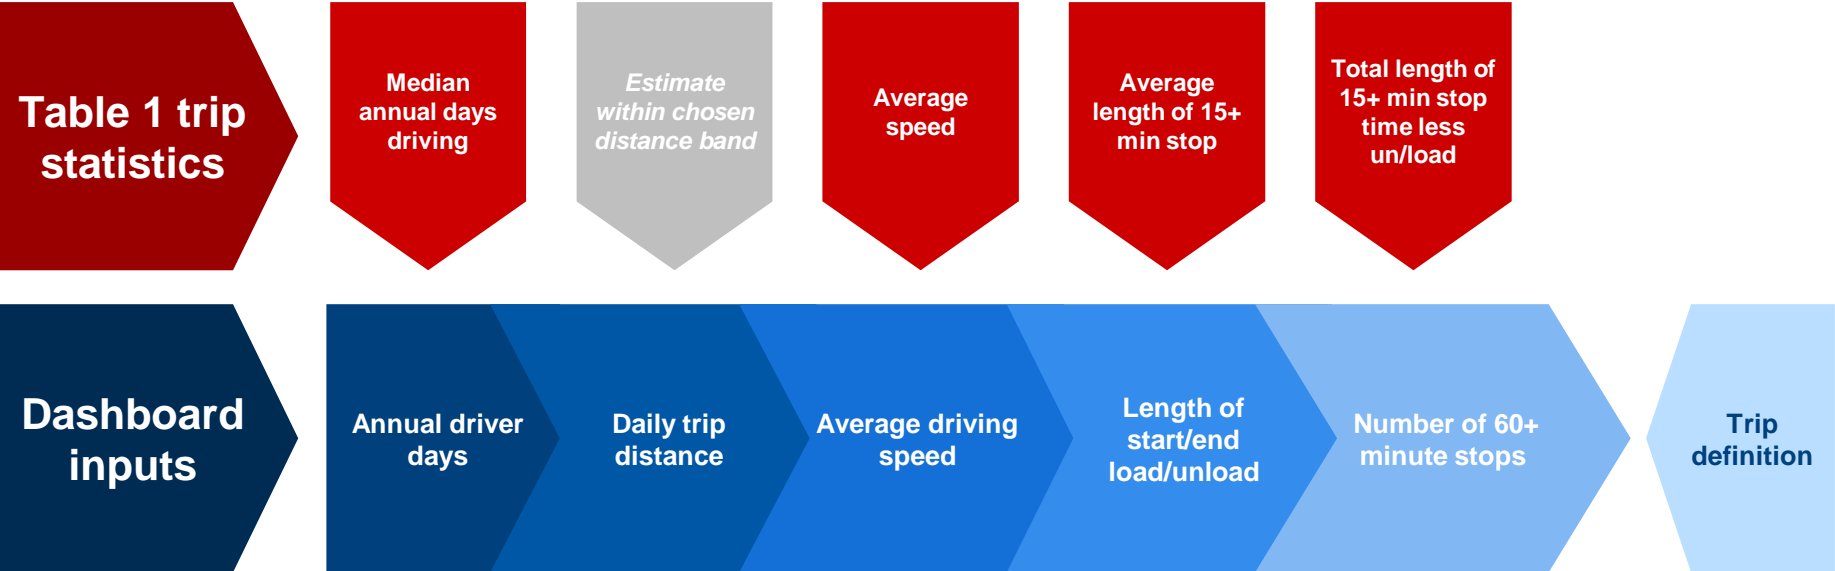 Table 1 trip
statistics
Median
annual days
driving
Estimate
within chosen
distance band
Average
speed
Average
length of 15+
min stop
Total length of
15+ min stop
time less
un/load
Dashboard
inputs
Annual driver
days
Daily trip
distance
Average driving
speed
Length of
start/end
load/unload
Number of 60+
minute stops
Trip
definition